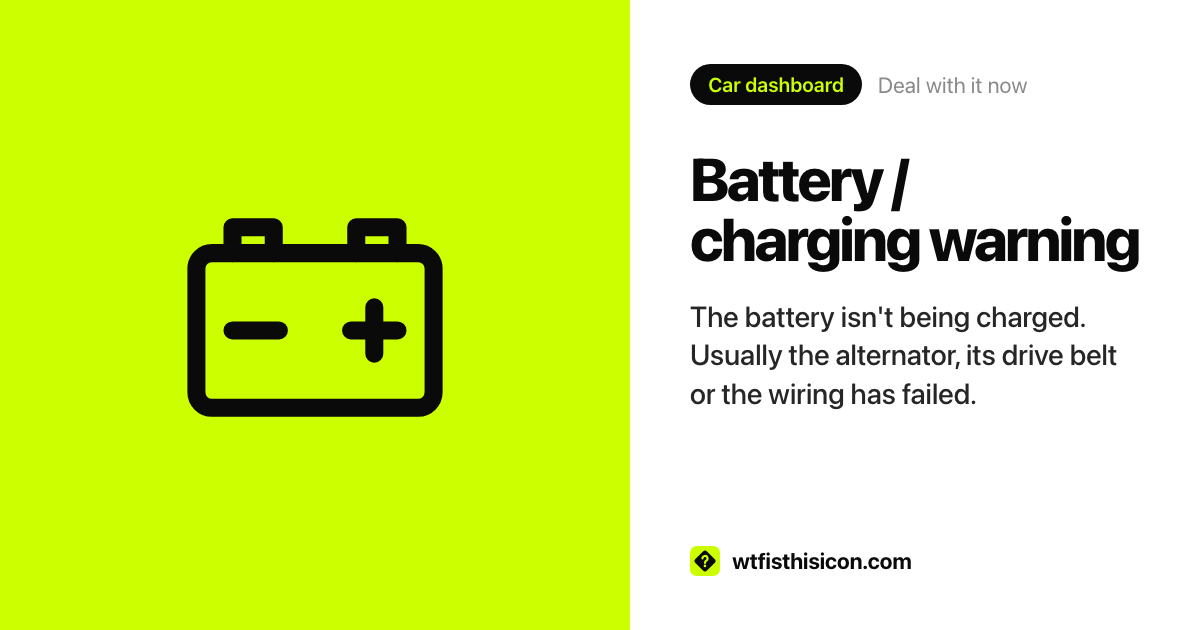 Car dashboard Deal with it now
Battery /
charging warning
The battery isn't being charged.
Usually the alternator, its drive belt
or the wiring has failed.
wtfisthisicon.com